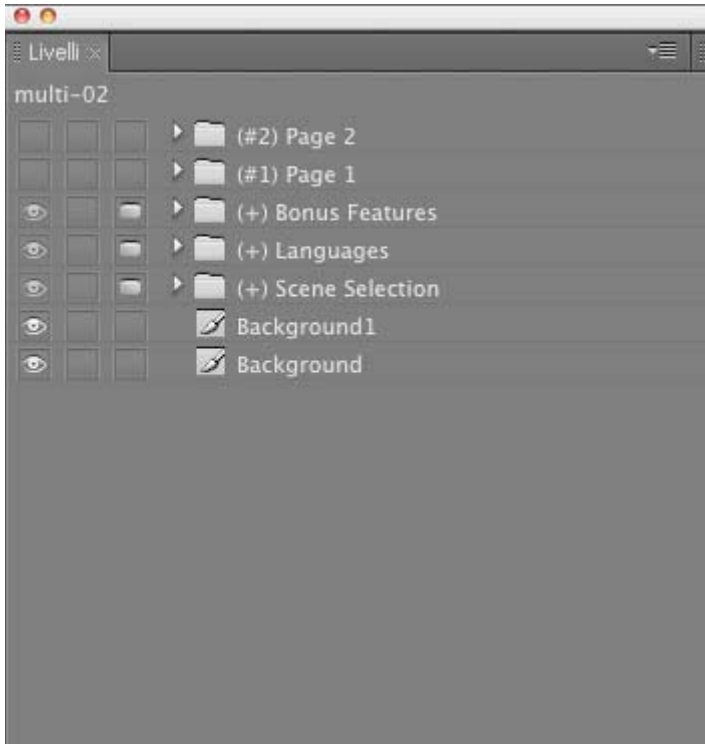 Livelli
multi-02
(#2) Page 2
(#1) Page 1
(+) Bonus Features
(+) Languages
(+) Scene Selection
Background1
Background